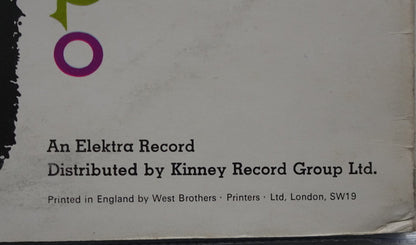 An Elektra Record
Distributed by Kinney Record Group Ltd.
Printed in England by West Brothers · Printers · Ltd, London, SW19